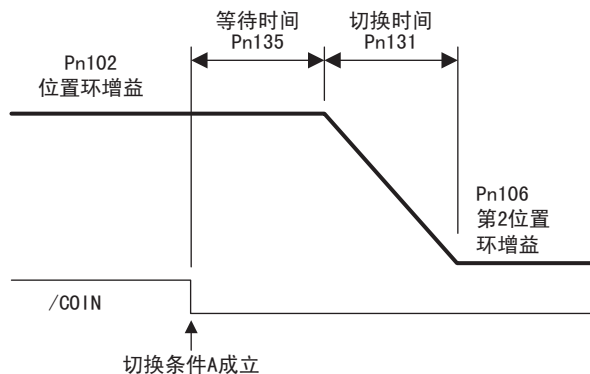 等待时间
Pn135
切换时间
Pn131
Pn102
位置环增益
Pn106
第2位置
环增益
/COIN
切换条件A成立